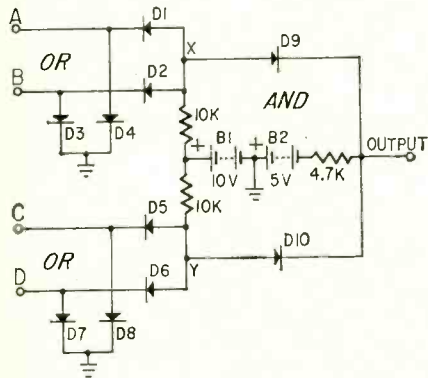 A
D1
X
D9
OR
B
D2
AND
D3
D4
10K
+
B1
+
B2
OUTPUT
10V
5V
4.7K
10K
C
D5
OR
D
D6
Y
D10
D7
D8